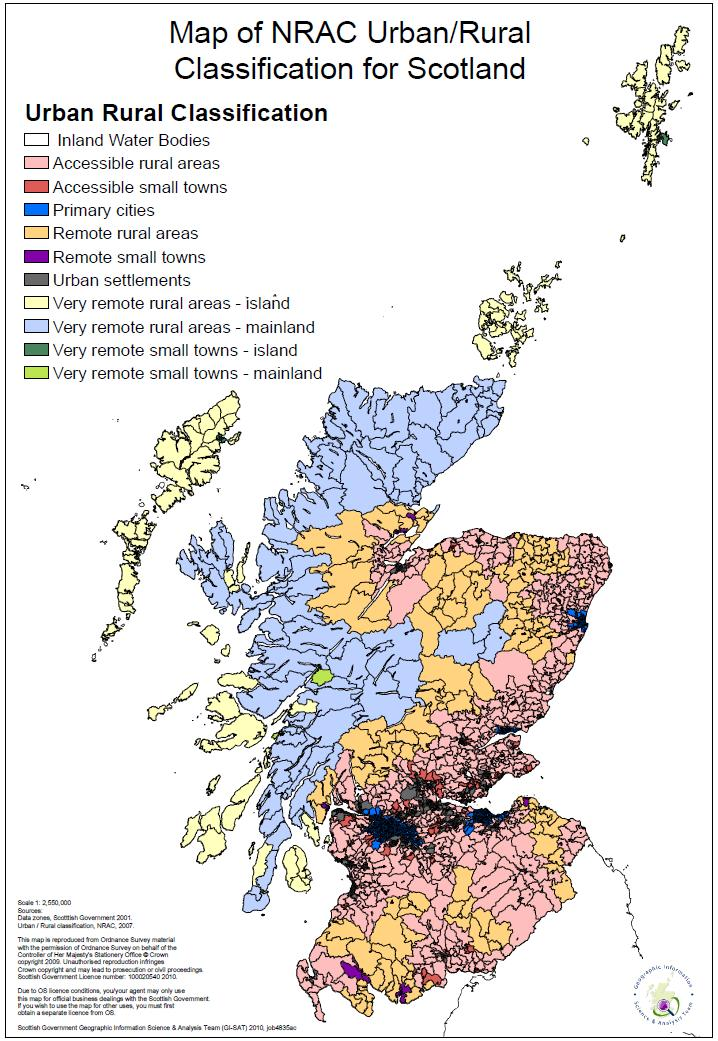 Map of NRAC Urban/Rural
Classification for Scotland
Urban Rural Classification
Inland Water Bodies
Accessible rural areas
Accessible small towns
Primary cities
Remote rural areas
Remote small towns
Urban settlements
Very remote rural areas - island
Very remote rural areas - mainland
Very remote small towns - island
Very remote small towns - mainland
Scale 1: 2,550,000
Sources:
Data zones, Scotttish Government 2001.
Urban / Rural classification, NRAC, 2007.
This map is reproduced from Ordnance Survey material
with the permission of Ordnance Survey on behalf of the
Controller of Her Majesty's Stationery Office © Crown
copyright 2009. Unauthorised reproduction infringes
Crown copyright and may lead to prosecution or civil proceedings.
Scottish Government Licence number: 100020540 2010.
Due to OS licence conditions, you/your agent may only use
this map for official business dealings with the Scottish Government.
If you wish to use the map for other uses, you must first
obtain a separate licence from OS.
Scottish Government Geographic Information Science & Analysis Team (GI-SAT) 2010, job4835ac
Geographic Information
Science & Analysis Team